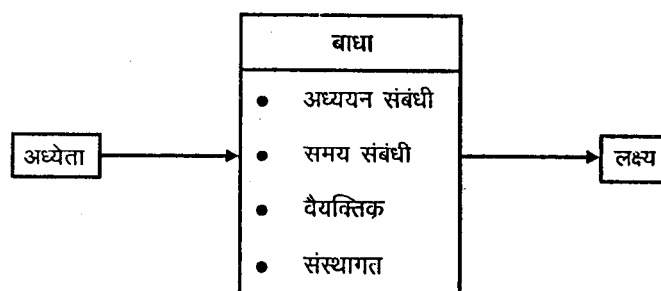 बाधा
• अध्ययन संबंधी
अध्येता
• समय संबंधी
लक्ष्य
• वैयक्तिक
• संस्थागत